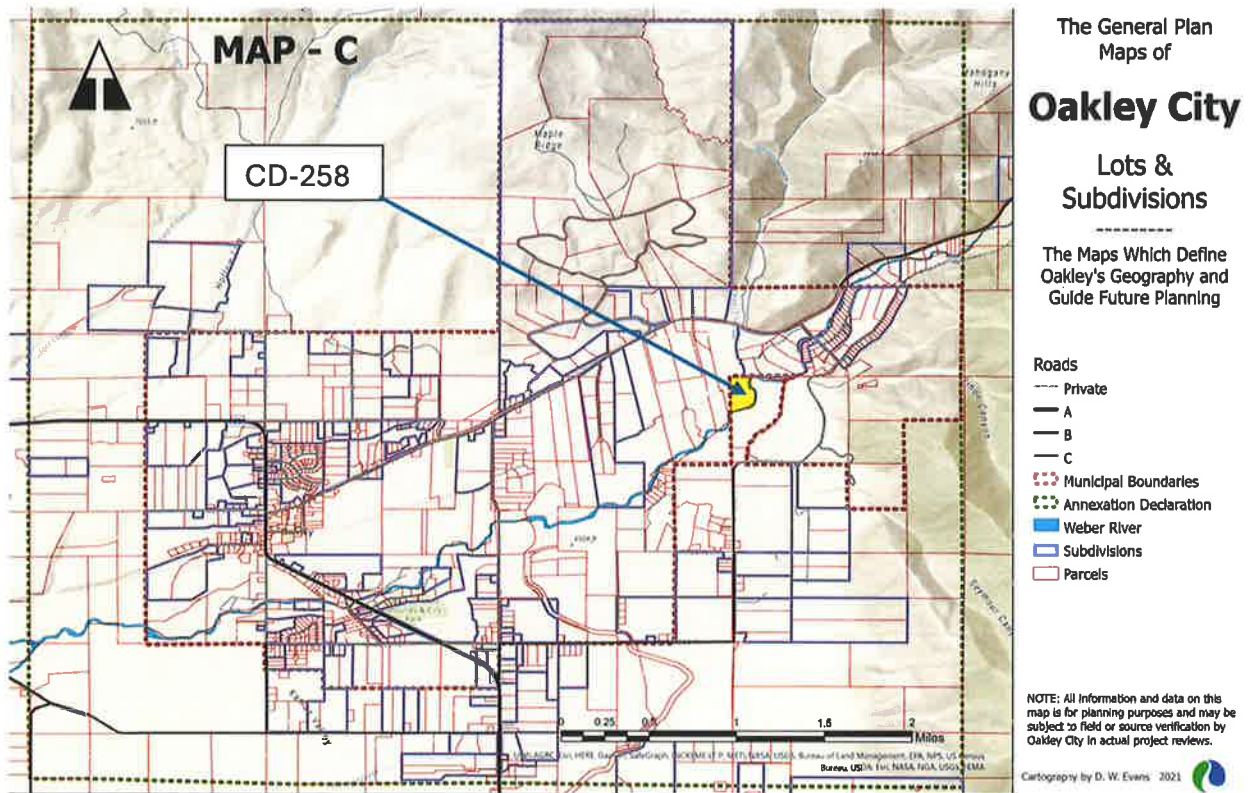 MAP - C
CD-258
Maple
Ridge
Hills
0
0.25
0.5
1
1.5
2
Miles
The General Plan
Maps of
Oakley City
Lots &
Subdivisions
---------
The Maps Which Define
Oakley's Geography and
Guide Future Planning
Roads
Private
A
B
C
Municipal Boundaries
Annexation Declaration
Weber River
Subdivisions
Parcels
NOTE: All information and data on this
map is for planning purposes and may be
subject to field or source verification by
Oakley City in actual project reviews.
Cartography by D. W. Evans 2021